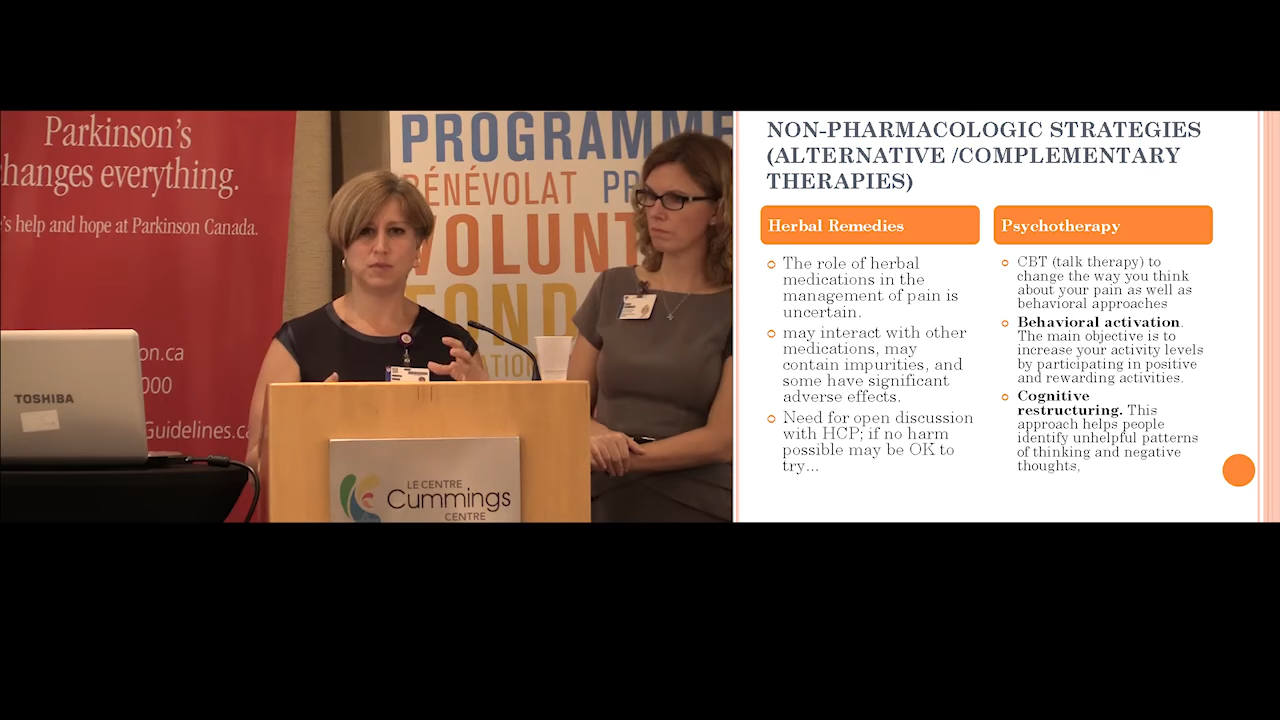 Parkinson's
changes everything.
's help and hope at Parkinson Canada.
on.ca
000
Guidelines.ca
TOSHIBA
PROGRAMME
BÉNÉVOLAT PR
VOLUNT
FOND
ATION
LE CENTRE
Cummings
CENTRE
NON-PHARMACOLOGIC STRATEGIES
(ALTERNATIVE /COMPLEMENTARY
THERAPIES)
Herbal Remedies
The role of herbal
medications in the
management of pain is
uncertain.
may interact with other
medications, may
contain impurities, and
some have significant
adverse effects.
Need for open discussion
with HCP; if no harm
possible may be OK to
try...
Psychotherapy
CBT (talk therapy) to
change the way you think
about your pain as well as
behavioral approaches
Behavioral activation.
The main objective is to
increase your activity levels
by participating in positive
and rewarding activities.
Cognitive
restructuring. This
approach helps people
identify unhelpful patterns
of thinking and negative
thoughts,